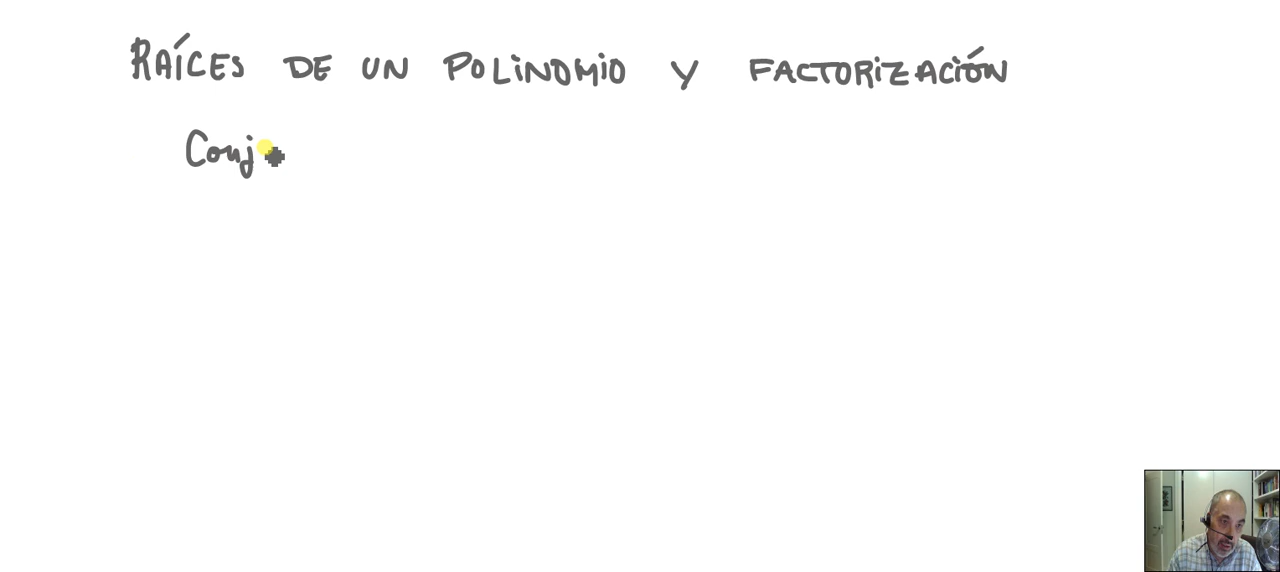 RAÍCES DE UN POLINOMIO Y FACTORIZACIÓN
Conj